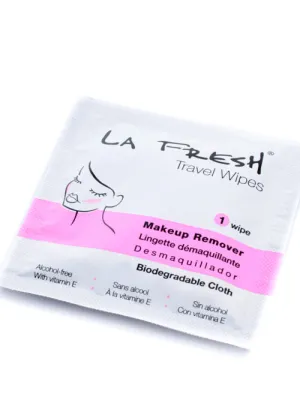 LA FRESH®
Travel Wipes
1 wipe
Makeup Remover
Lingette démaquillante
Desmaquillador
Biodegradable Cloth
Alcohol-free
With vitamin E
Sans alcool
À la vitamine E
Sin alcohol
Con vitamina E